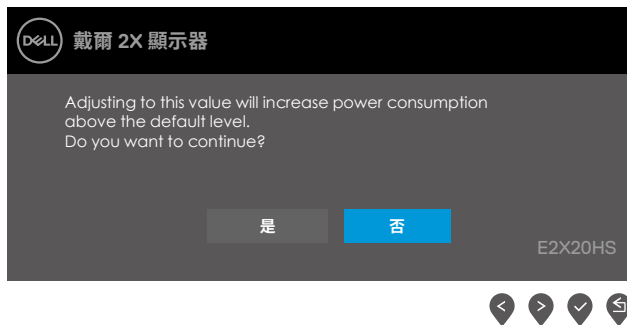 DELL 戴爾 2X 顯示器
Adjusting to this value will increase power consumption
above the default level.
Do you want to continue?
是 否
E2X20HS